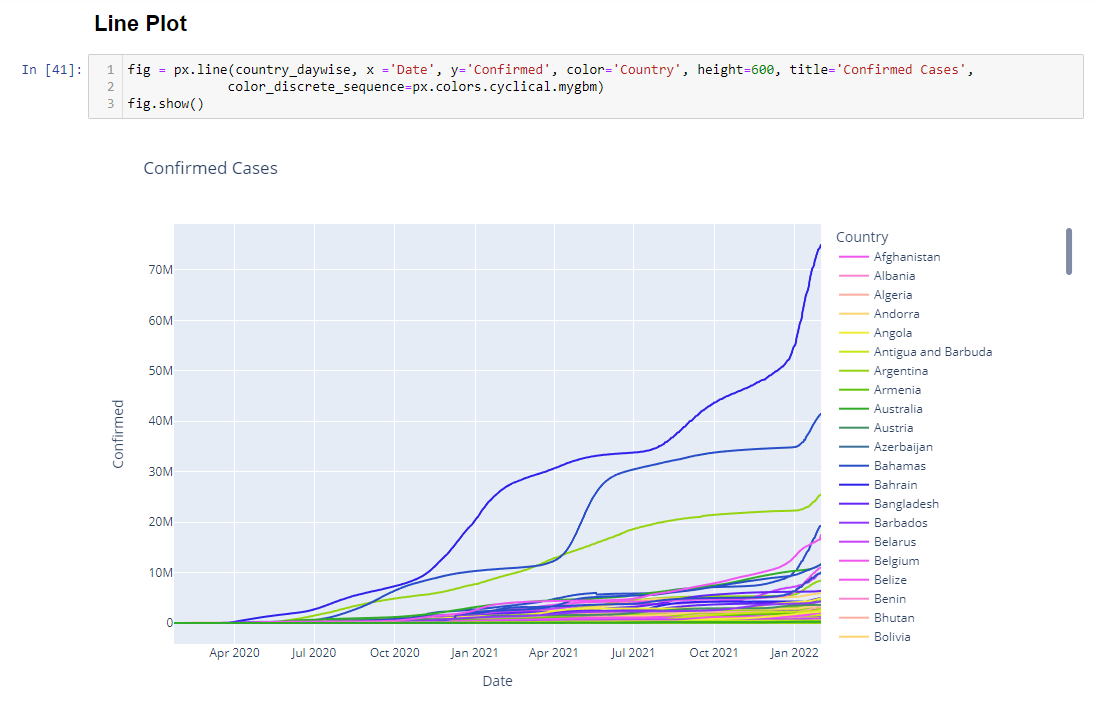 Line Plot
In [41]:
1 fig = px.line(country_daywise, x ='Date', y='Confirmed', color='Country', height=600, title='Confirmed Cases',
2 color_discrete_sequence=px.colors.cyclical.mygbm)
3 fig.show()
Confirmed Cases
70M
60M
50M
40M
30M
20M
10M
0
Confirmed
Apr 2020
Jul 2020
Oct 2020
Jan 2021
Apr 2021
Jul 2021
Oct 2021
Jan 2022
Date
Country
Afghanistan
Albania
Algeria
Andorra
Angola
Antigua and Barbuda
Argentina
Armenia
Australia
Austria
Azerbaijan
Bahamas
Bahrain
Bangladesh
Barbados
Belarus
Belgium
Belize
Benin
Bhutan
Bolivia